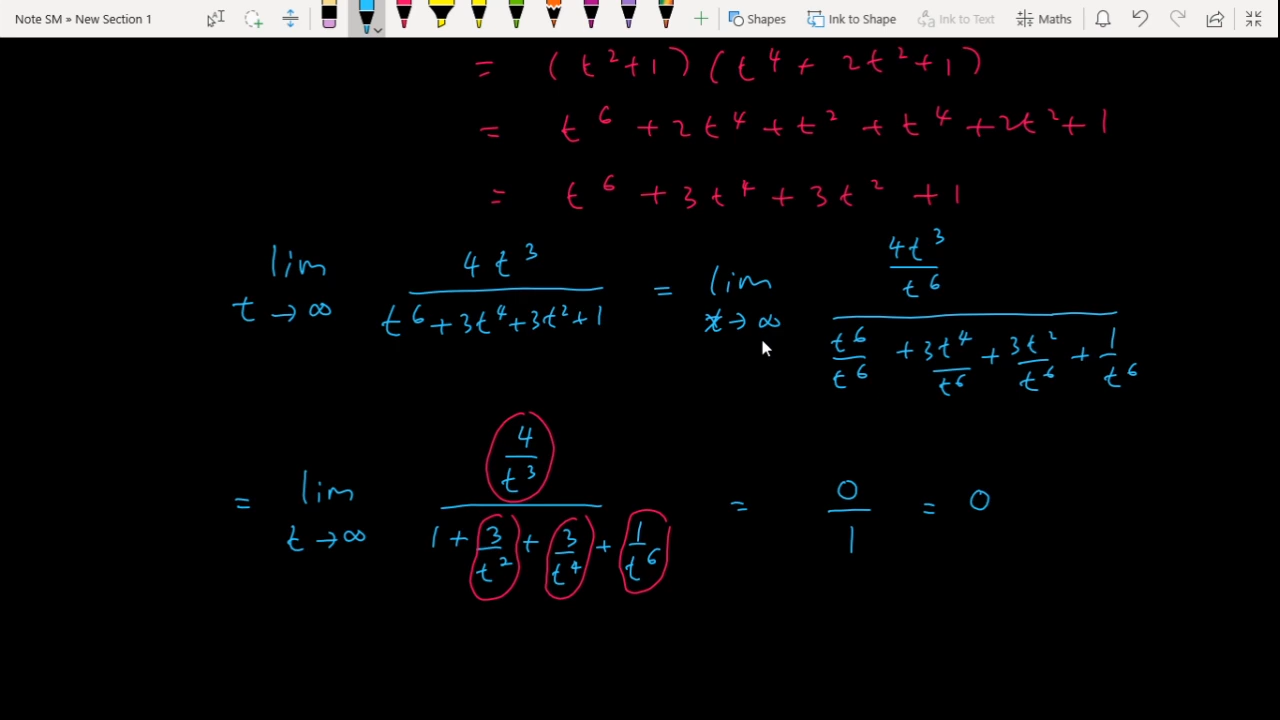 Note SM » New Section 1 Shapes Ink to Shape Ink to Text Maths
= (t²+1) (t⁴ + 2t² + 1)
= t⁶ + 2t⁴ + t² + t⁴ + 2t² + 1
= t⁶ + 3t⁴ + 3t² + 1
lim t→∞ 4t³ / (t⁶ + 3t⁴ + 3t² + 1) = lim t→∞ (4t³/t⁶) / (t⁶/t⁶ + 3t⁴/t⁶ + 3t²/t⁶ + 1/t⁶)
= lim t→∞ (4/t³) / (1 + 3/t² + 3/t⁴ + 1/t⁶) = 0/1 = 0